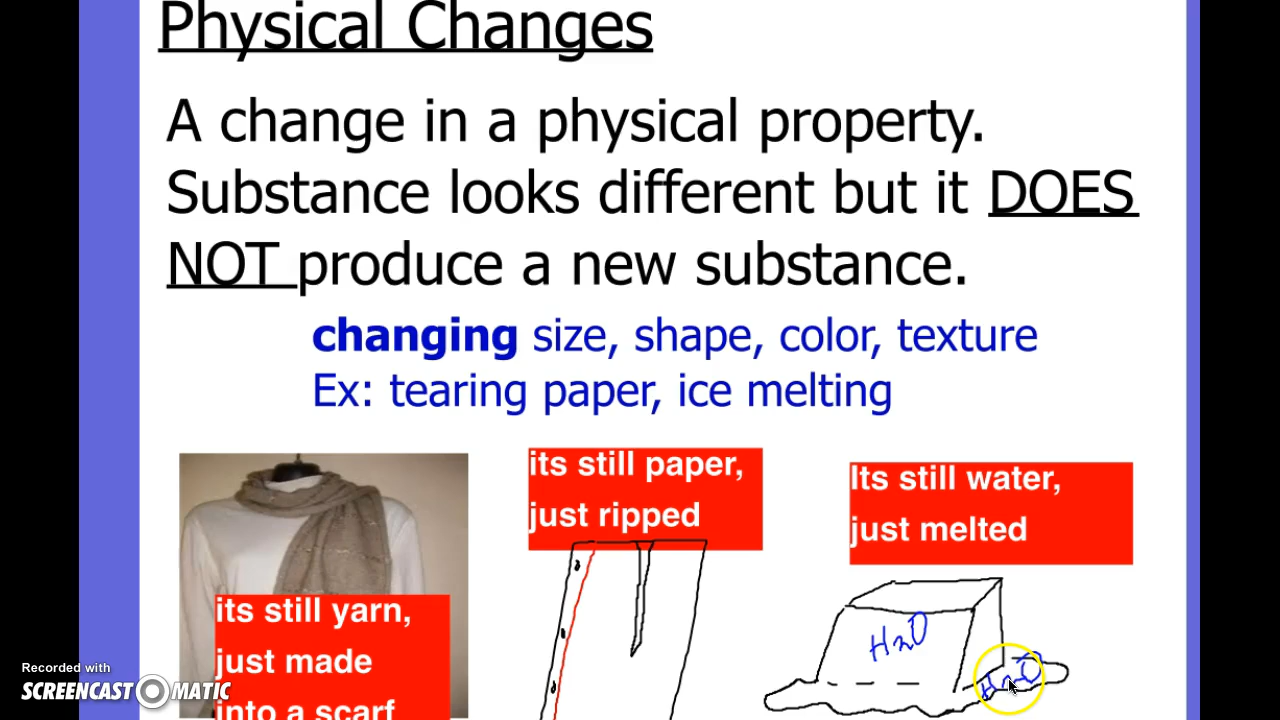 Physical Changes
A change in a physical property.
Substance looks different but it DOES
NOT produce a new substance.
changing size, shape, color, texture
Ex: tearing paper, ice melting
its still paper,
just ripped
Its still water,
just melted
its still yarn,
just made
into a scarf
H2O
H2O
Recorded with
SCREENCAST-O-MATIC